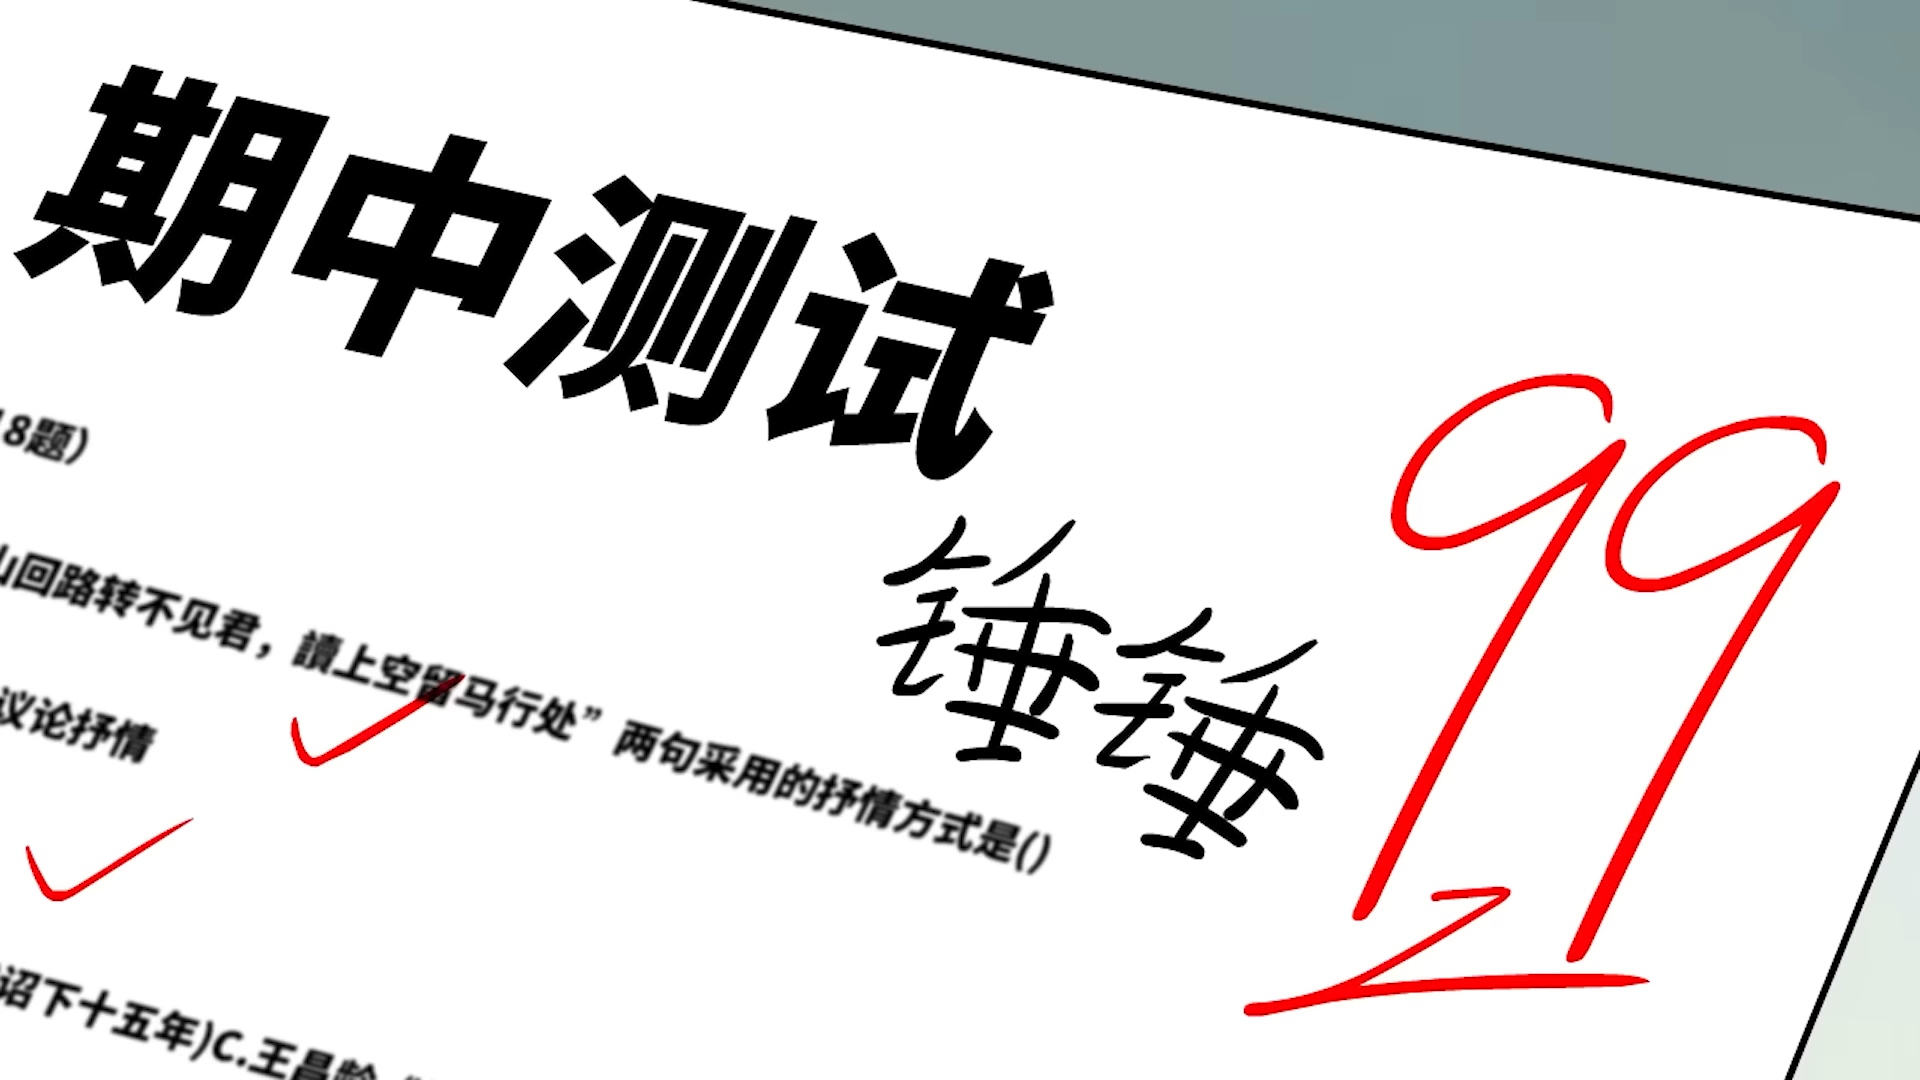 期中测试
锤锤
99
18题）
山回路转不见君，讀上空留马行处”两句采用的抒情方式是()
议论抒情
诏下十五年)C.王昌龄